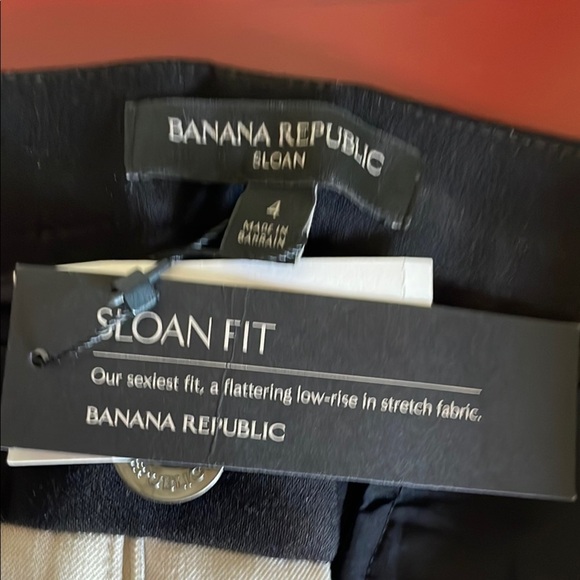 BANANA REPUBLIC
SLOAN
4
MADE IN
BAHRAIN
SLOAN FIT
Our sexiest fit, a flattering low-rise in stretch fabric.
BANANA REPUBLIC